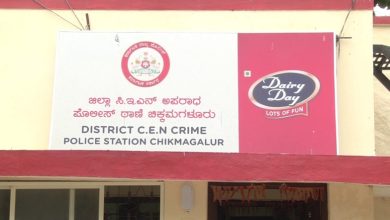 ಜಿಲ್ಲಾ ಸಿ.ಇ.ಎನ್ ಅಪರಾಧ
ಪೊಲೀಸ್ ಠಾಣೆ ಚಿಕ್ಕಮಗಳೂರು
DISTRICT C.E.N CRIME
POLICE STATION CHIKMAGALUR
Dairy
Day
LOTS OF FUN